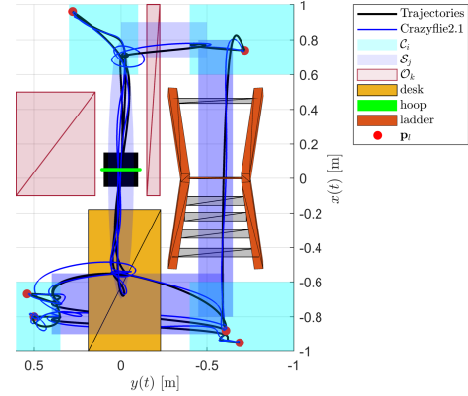 1
0.8
0.6
0.4
0.2
0
-0.2
-0.4
-0.6
-0.8
-1
x(t) [m]
0.5 0 -0.5 -1
y(t) [m]
Trajectories
Crazyflie2.1
𝒞ᵢ
𝒮ⱼ
𝒪ₖ
desk
hoop
ladder
𝐩ₗ